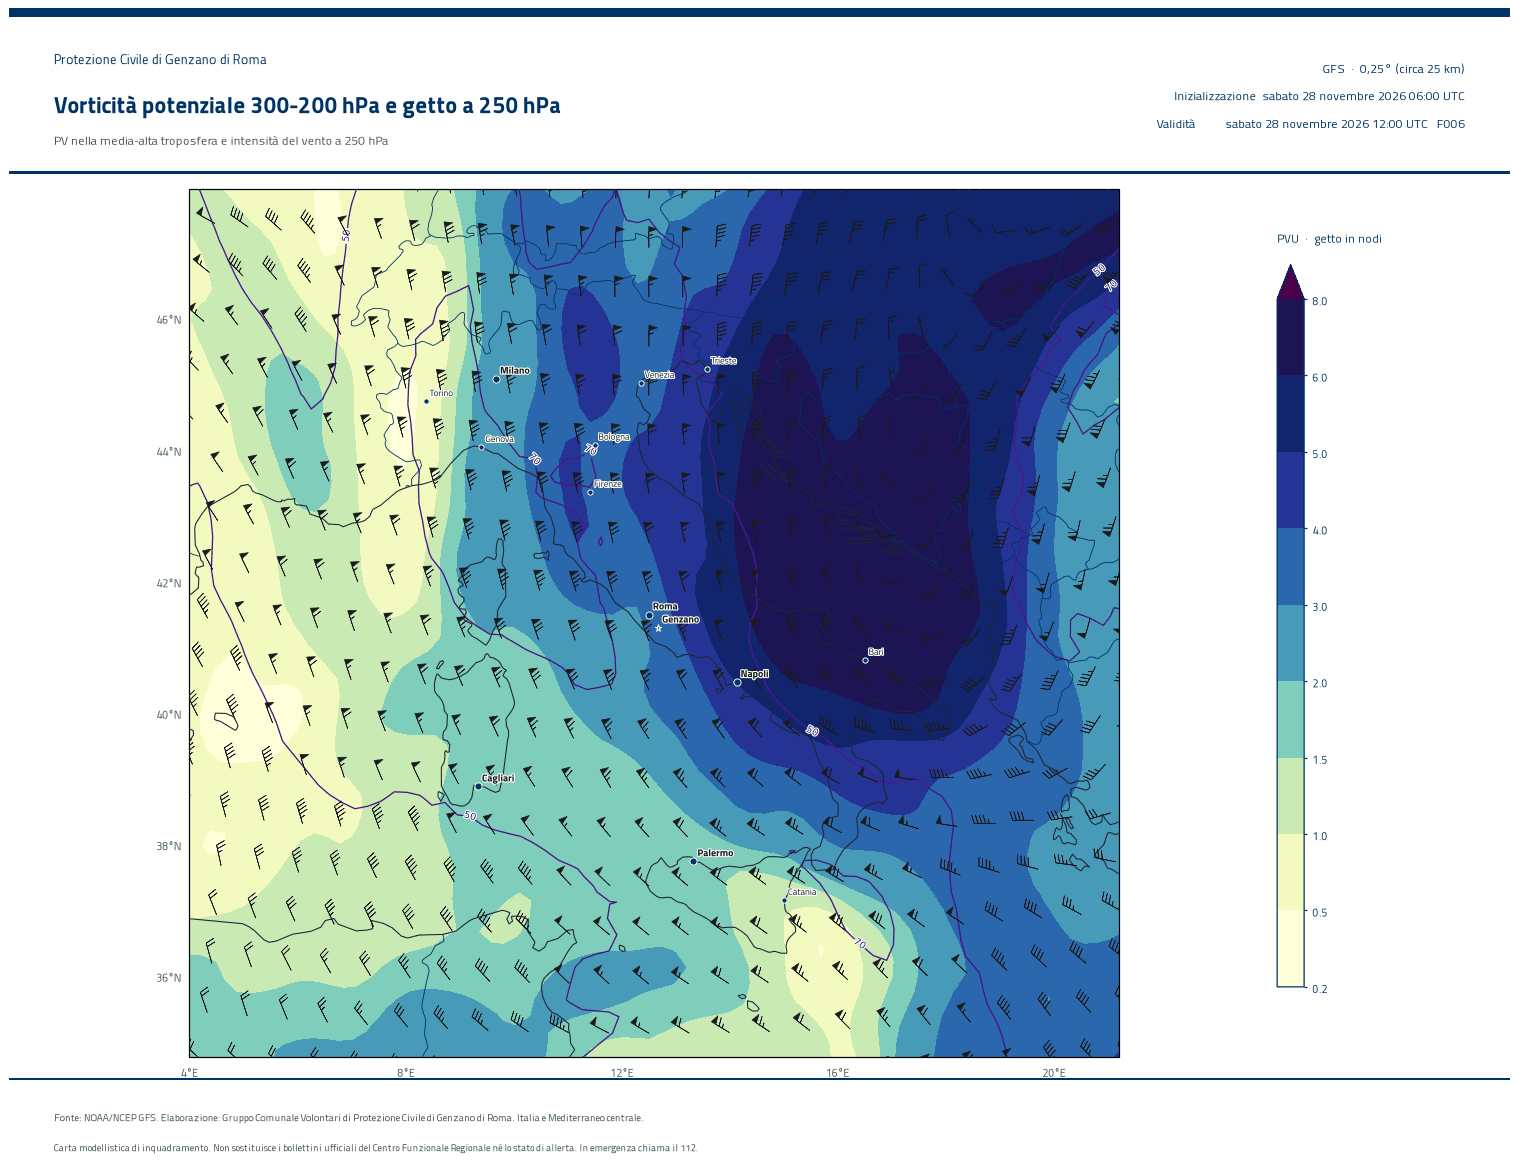 Protezione Civile di Genzano di Roma
Vorticità potenziale 300-200 hPa e getto a 250 hPa
PV nella media-alta troposfera e intensità del vento a 250 hPa
GFS · 0,25° (circa 25 km)
Inizializzazione sabato 28 novembre 2026 06:00 UTC
Validità sabato 28 novembre 2026 12:00 UTC F006
PVU · getto in nodi
8.0
6.0
5.0
4.0
3.0
2.0
1.5
1.0
0.5
0.2
46°N
44°N
42°N
40°N
38°N
36°N
4°E
8°E
12°E
16°E
20°E
50
50
70
Trieste
Milano
Venezia
Torino
Genova
Bologna
70
70
Firenze
Roma
Genzano
Bari
Napoli
50
Cagliari
50
Palermo
Catania
70
Fonte: NOAA/NCEP GFS. Elaborazione: Gruppo Comunale Volontari di Protezione Civile di Genzano di Roma. Italia e Mediterraneo centrale.
Carta modellistica di inquadramento. Non sostituisce i bollettini ufficiali del Centro Funzionale Regionale né lo stato di allerta. In emergenza chiama il 112.